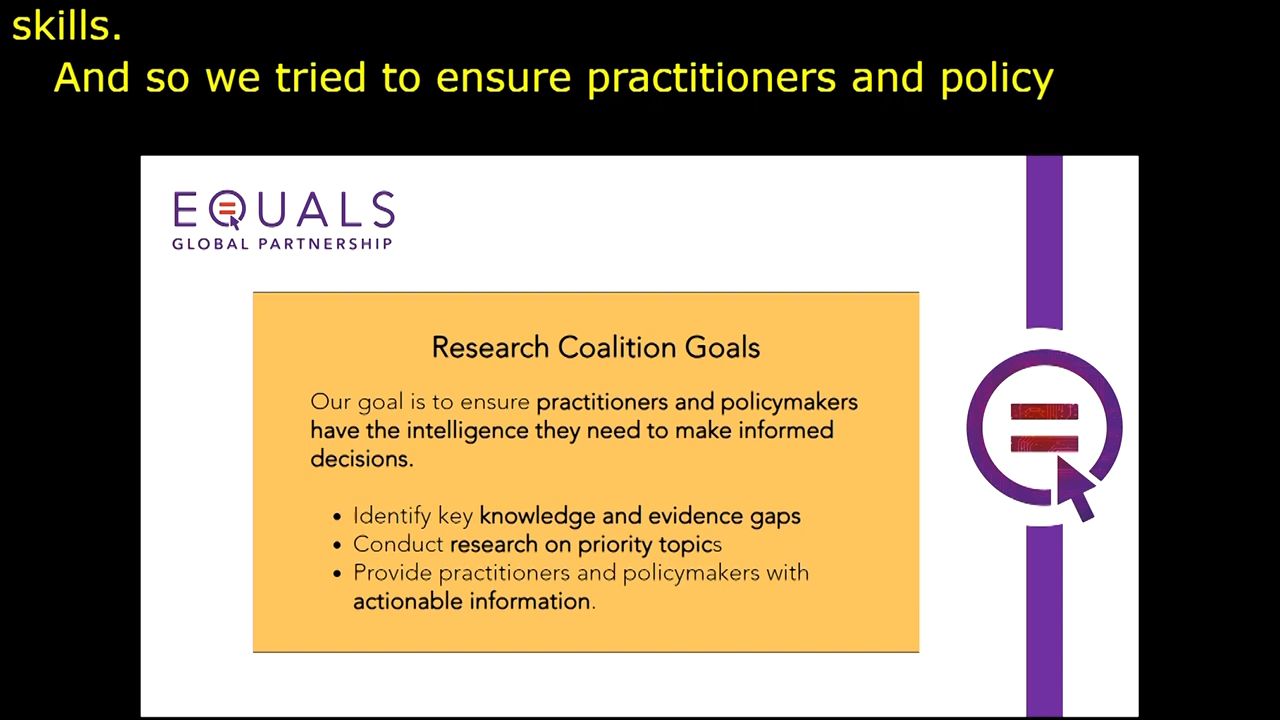 skills.
And so we tried to ensure practitioners and policy
EQUALS
GLOBAL PARTNERSHIP
Research Coalition Goals
Our goal is to ensure practitioners and policymakers
have the intelligence they need to make informed
decisions.
• Identify key knowledge and evidence gaps
• Conduct research on priority topics
• Provide practitioners and policymakers with
actionable information.